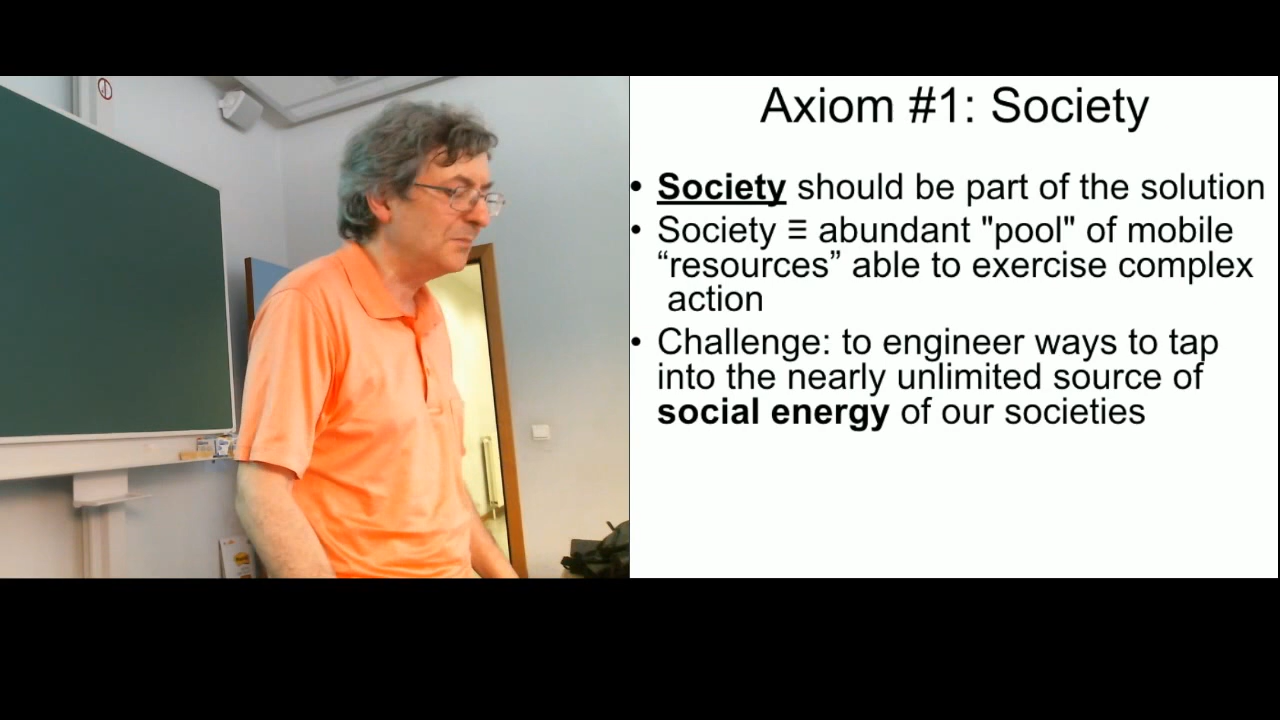 Axiom #1: Society
• Society should be part of the solution
• Society ≡ abundant "pool" of mobile
“resources” able to exercise complex
action
• Challenge: to engineer ways to tap
into the nearly unlimited source of
social energy of our societies